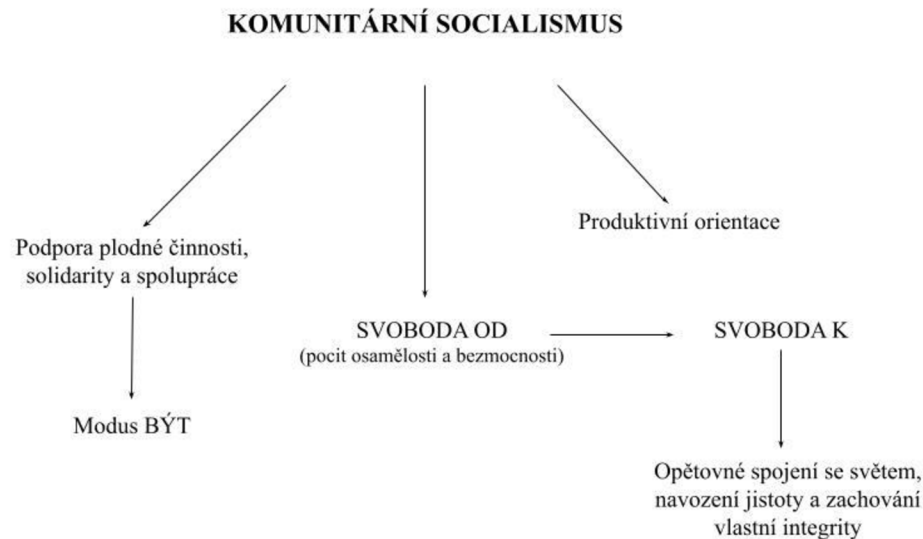 KOMUNITÁRNÍ SOCIALISMUS
Produktivní orientace
Podpora plodné činnosti,
solidarity a spolupráce
SVOBODA OD
(pocit osamělosti a bezmocnosti)
SVOBODA K
Modus BÝT
Opětovné spojení se světem,
navození jistoty a zachování
vlastní integrity